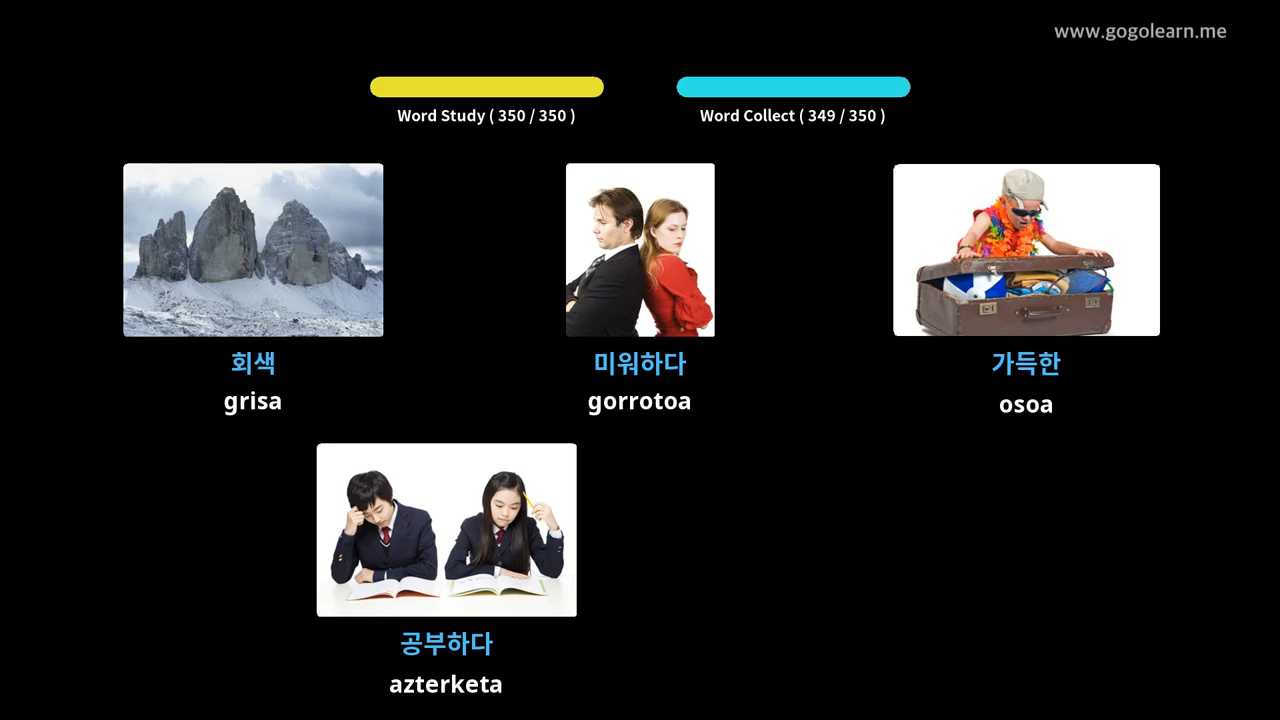 www.gogolearn.me
Word Study ( 350 / 350 )
Word Collect ( 349 / 350 )
회색
grisa
미워하다
gorrotoa
가득한
osoa
공부하다
azterketa